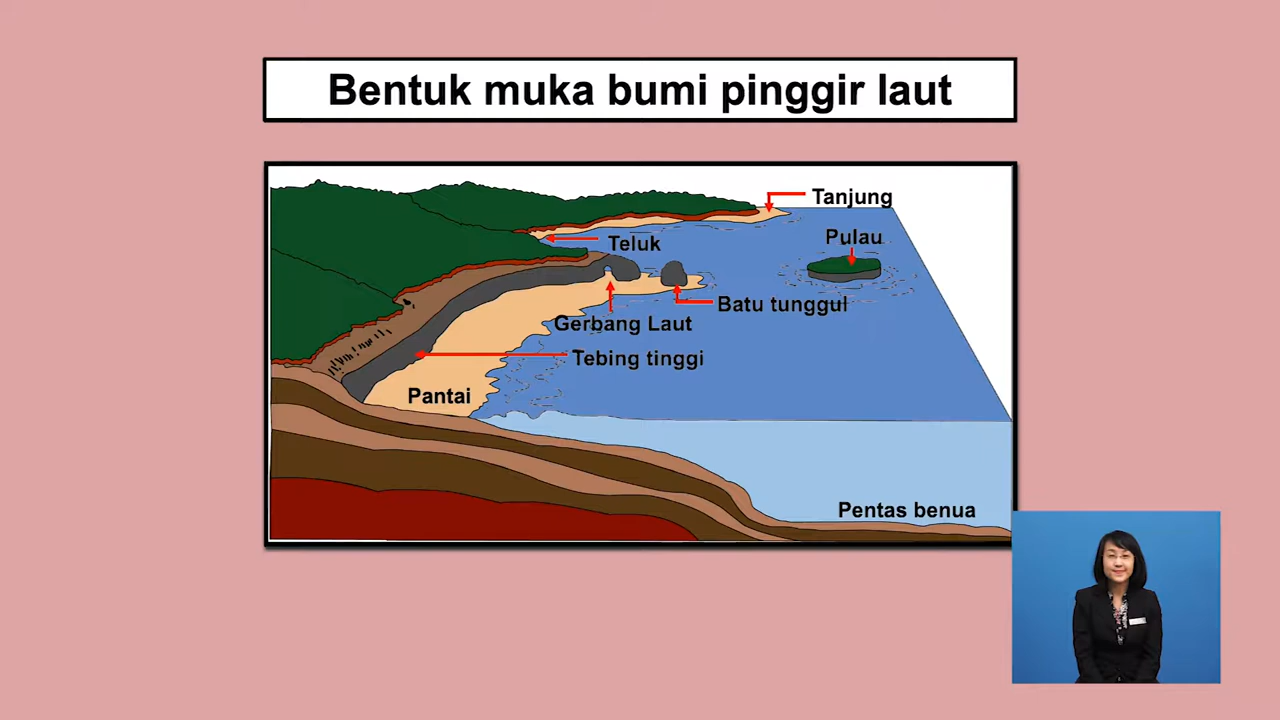 Bentuk muka bumi pinggir laut
Tanjung
Pulau
Teluk
Batu tunggul
Gerbang Laut
Tebing tinggi
Pantai
Pentas benua